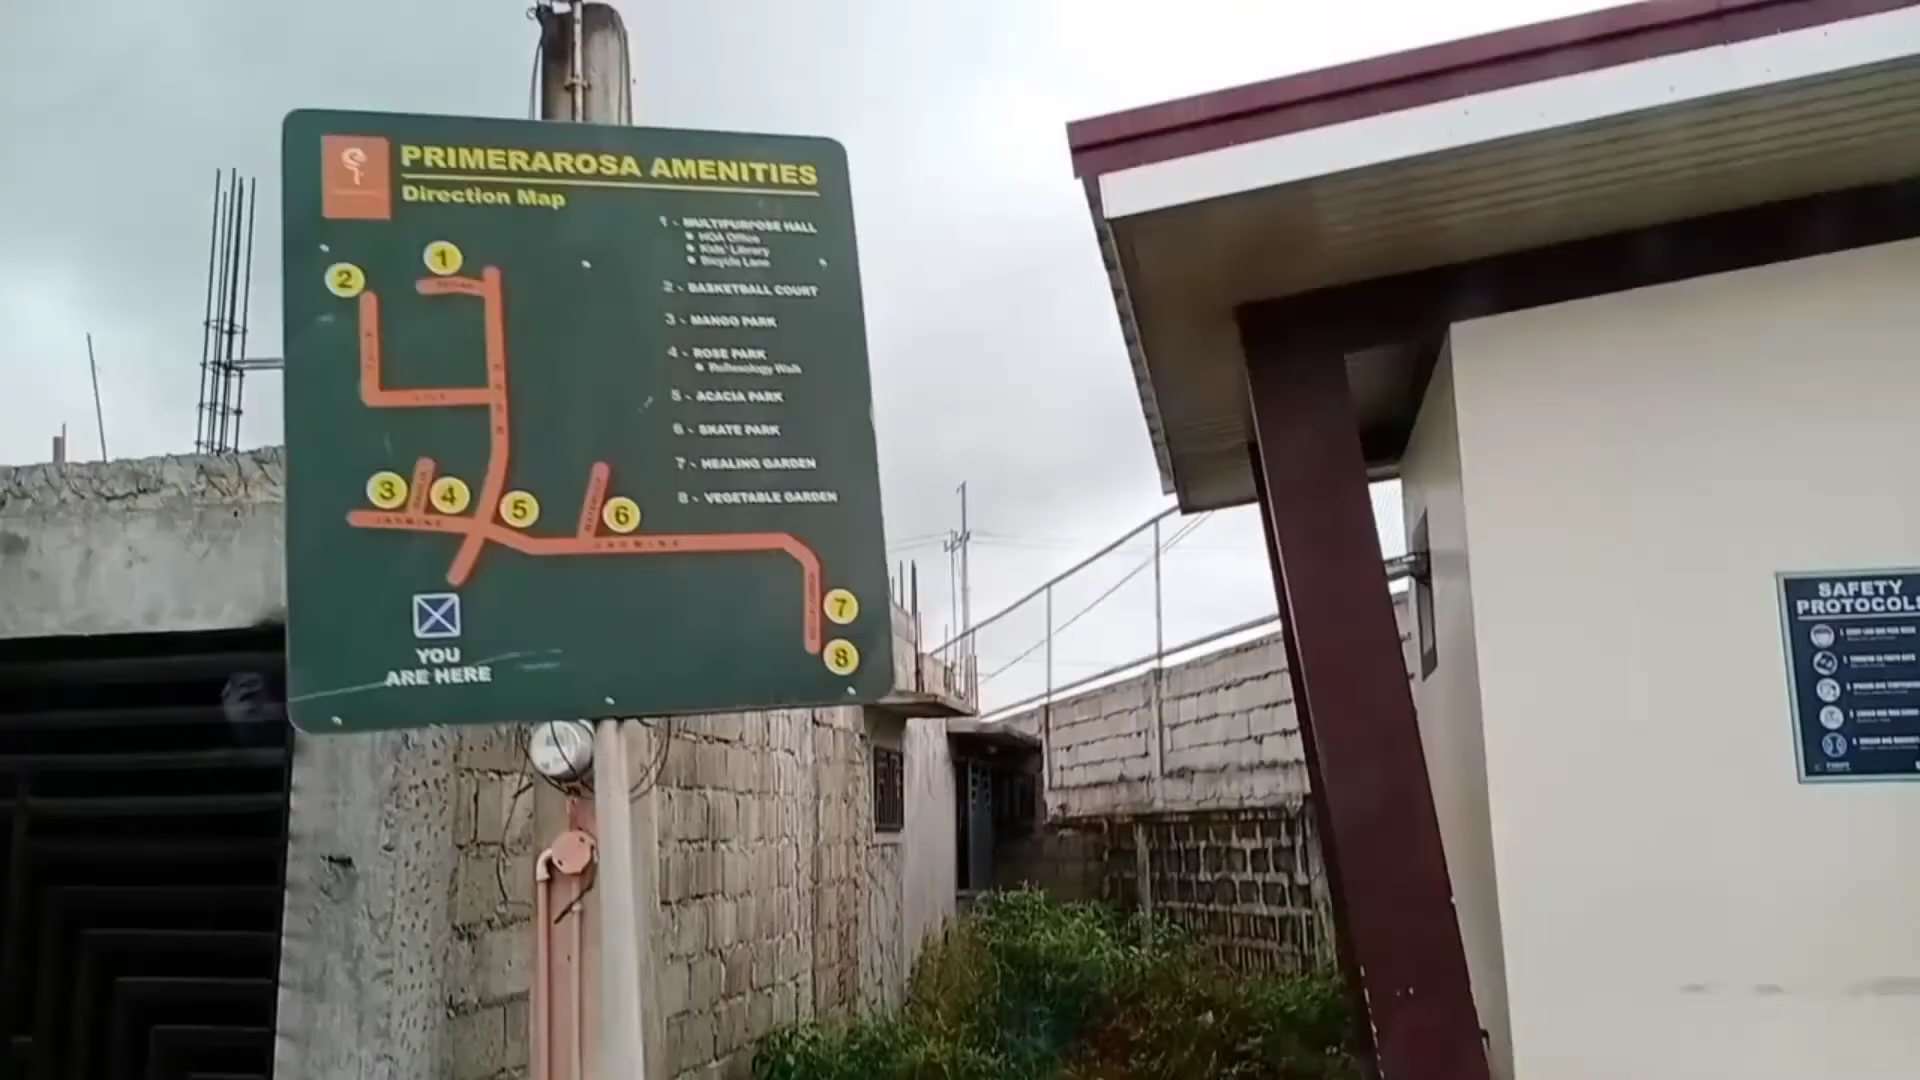 PRIMERAROSA AMENITIES
Direction Map
1 - MULTIPURPOSE HALL
• HOA Office
• Kids' Library
• Bicycle Lane
2 - BASKETBALL COURT
3 - MANGO PARK
4 - ROSE PARK
• Reflexology Walk
5 - ACACIA PARK
6 - SKATE PARK
7 - HEALING GARDEN
8 - VEGETABLE GARDEN
1
2
LILY
3
4
5
6
JASMINE
JASMINE
7
8
YOU
ARE HERE
SAFETY
PROTOCOLS